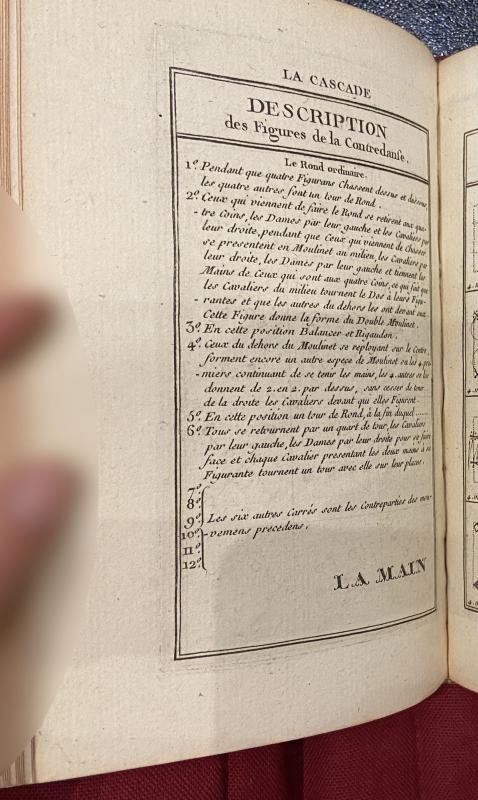 LA CASCADE
DESCRIPTION
des Figures de la Contredanse.
Le Rond ordinaire.
1º. Pendant que quatre Figurans Chassent dessus et dessous
les quatre autres font un tour de Rond.
2º. Ceux qui viennent de faire le Rond se retirent aux qua-
-tre Coins, les Dames par leur gauche et les Cavaliers par
leur droite, pendant que Ceux qui viennent de Chasser
se presentent en Moulinet au milieu, les Cavaliers par
leur droite, les Dames par leur gauche et tiennent les
Mains de Ceux qui sont aux quatre Coins, ce qui fait que
les Cavaliers du milieu tournent le Dos à leurs Figu-
-rantes et que les autres du dehors les ont devant eux.
Cette Figure donne la forme du Double Moulinet.
3º. En cette position Balancer et Rigaudon.
4º. Ceux du dehors du Moulinet se reployant sur le Centre
forment encore un autre espece de Moulinet ou les 4. pre-
-miers continuant de se tenir les mains, les 4. autres en
donnent de 2. en 2. par dessus, sans cesser de tenir
de la droite les Cavaliers devant qui elles Figurent.
5º. En cette position un tour de Rond, à la fin duquel ......
6º. Tous se retournent par un quart de tour, les Cavaliers
par leur gauche, les Dames par leur droite pour se faire
face et chaque Cavalier presentant les deux mains à sa
Figurante tournent un tour avec elle sur leur places.
7º.
8º.
9º. Les six autres Carrés sont les Contreparties des mou-
10º. -vemens precedens.
11º.
12º.
LA MAIN